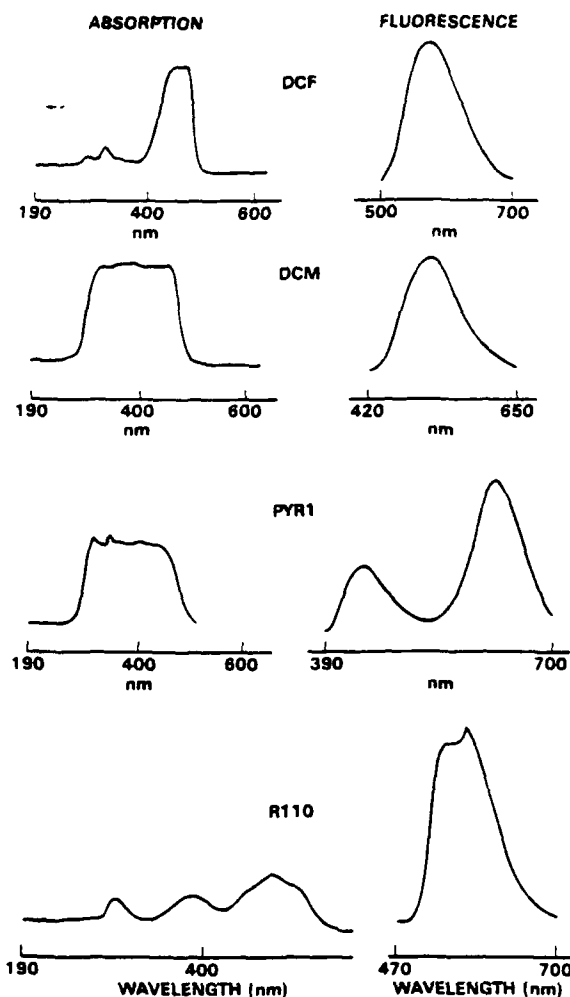 ABSORPTION FLUORESCENCE
DCF
190 400 600 500 700
nm nm
DCM
190 400 600 420 650
nm nm
PYR1
190 400 600 390 700
nm nm
R110
190 400 470 700
WAVELENGTH (nm) WAVELENGTH (nm)